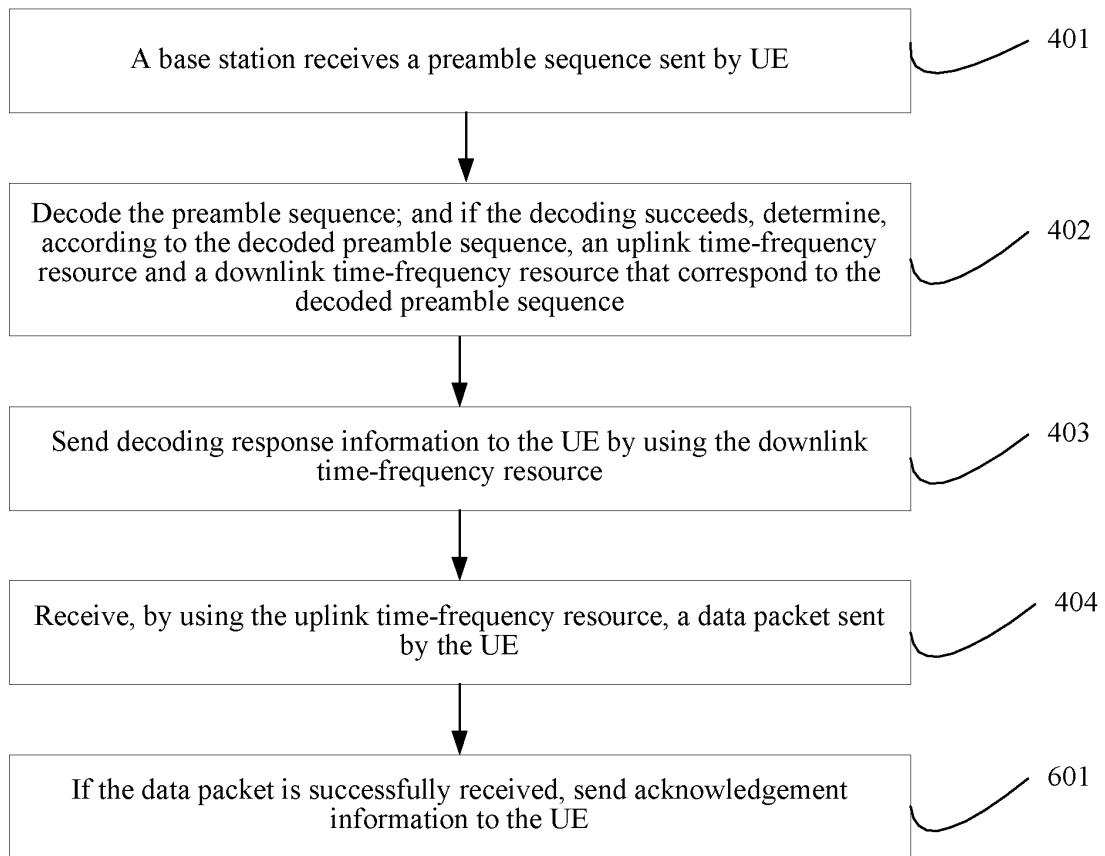 A base station receives a preamble sequence sent by UE
401
Decode the preamble sequence; and if the decoding succeeds, determine,
according to the decoded preamble sequence, an uplink time-frequency
resource and a downlink time-frequency resource that correspond to the
decoded preamble sequence
402
Send decoding response information to the UE by using the downlink
time-frequency resource
403
Receive, by using the uplink time-frequency resource, a data packet sent
by the UE
404
If the data packet is successfully received, send acknowledgement
information to the UE
601